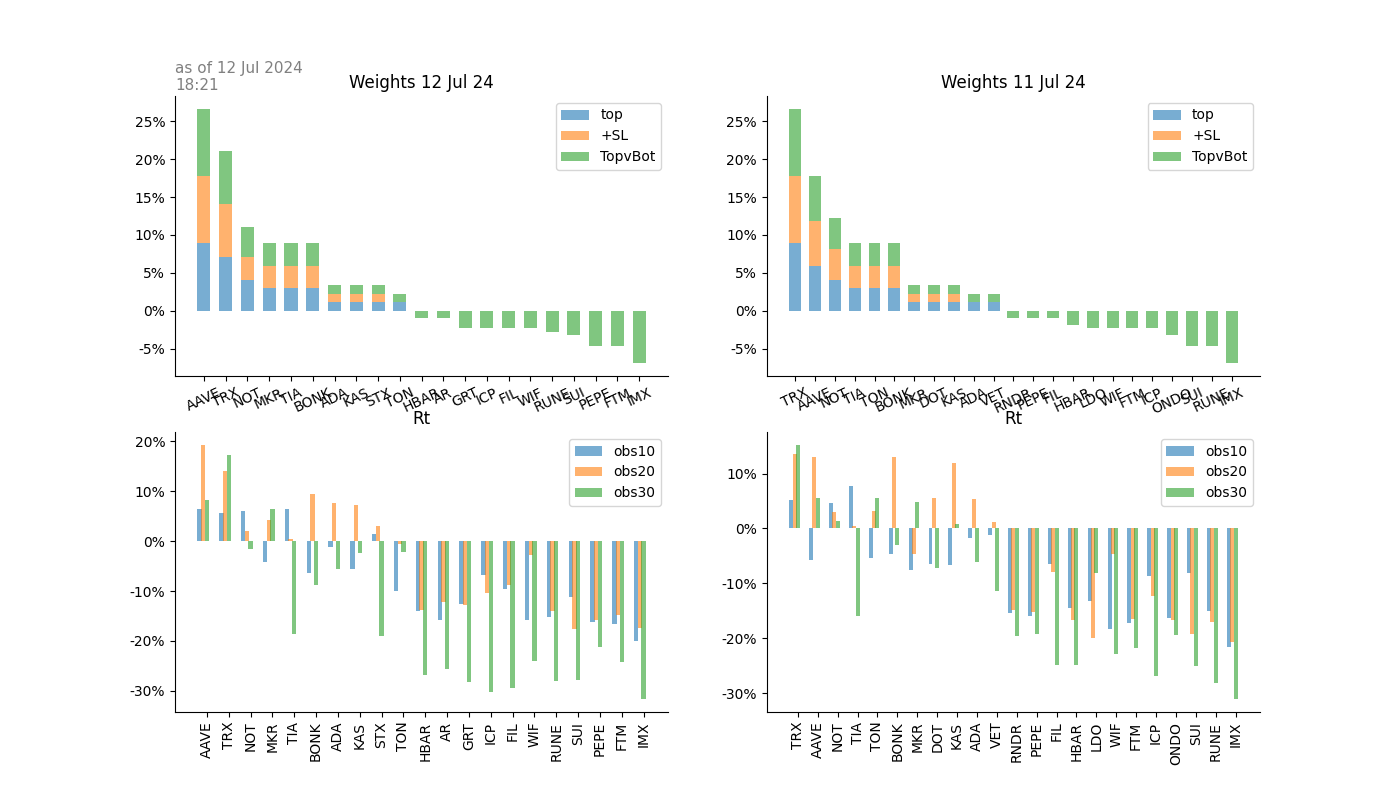 as of 12 Jul 2024
18:21
Weights 12 Jul 24
25%
20%
15%
10%
5%
0%
-5%
top
+SL
TopvBot
AAVE TRX NOT MKR TIA BONK ADA KAS STX TON HBAR AR GRT ICP FIL WIF RUNE SUI PEPE FTM IMX
Weights 11 Jul 24
25%
20%
15%
10%
5%
0%
-5%
top
+SL
TopvBot
TRX AAVE NOT TIA TON BONK MKR DOT KAS ADA VET RNDR PEPE FIL HBAR LDO WIF FTM ICP ONDO SUI RUNE IMX
Rt
20%
10%
0%
-10%
-20%
-30%
obs10
obs20
obs30
AAVE TRX NOT MKR TIA BONK ADA KAS STX TON HBAR AR GRT ICP FIL WIF RUNE SUI PEPE FTM IMX
Rt
10%
0%
-10%
-20%
-30%
obs10
obs20
obs30
TRX AAVE NOT TIA TON BONK MKR DOT KAS ADA VET RNDR PEPE FIL HBAR LDO WIF FTM ICP ONDO SUI RUNE IMX